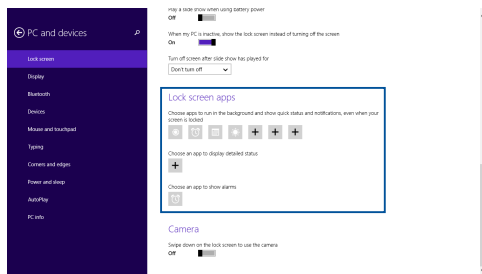 PC and devices
Lock screen
Display
Bluetooth
Devices
Mouse and touchpad
Typing
Corners and edges
Power and sleep
AutoPlay
PC info
Play a slide show when using battery power
Off
When my PC is inactive, show the lock screen instead of turning off the screen
On
Turn off screen after slide show has played for
Don't turn off
Lock screen apps
Choose apps to run in the background and show quick status and notifications, even when your
screen is locked
Choose an app to display detailed status
Choose an app to show alarms
Camera
Swipe down on the lock screen to use the camera
Off